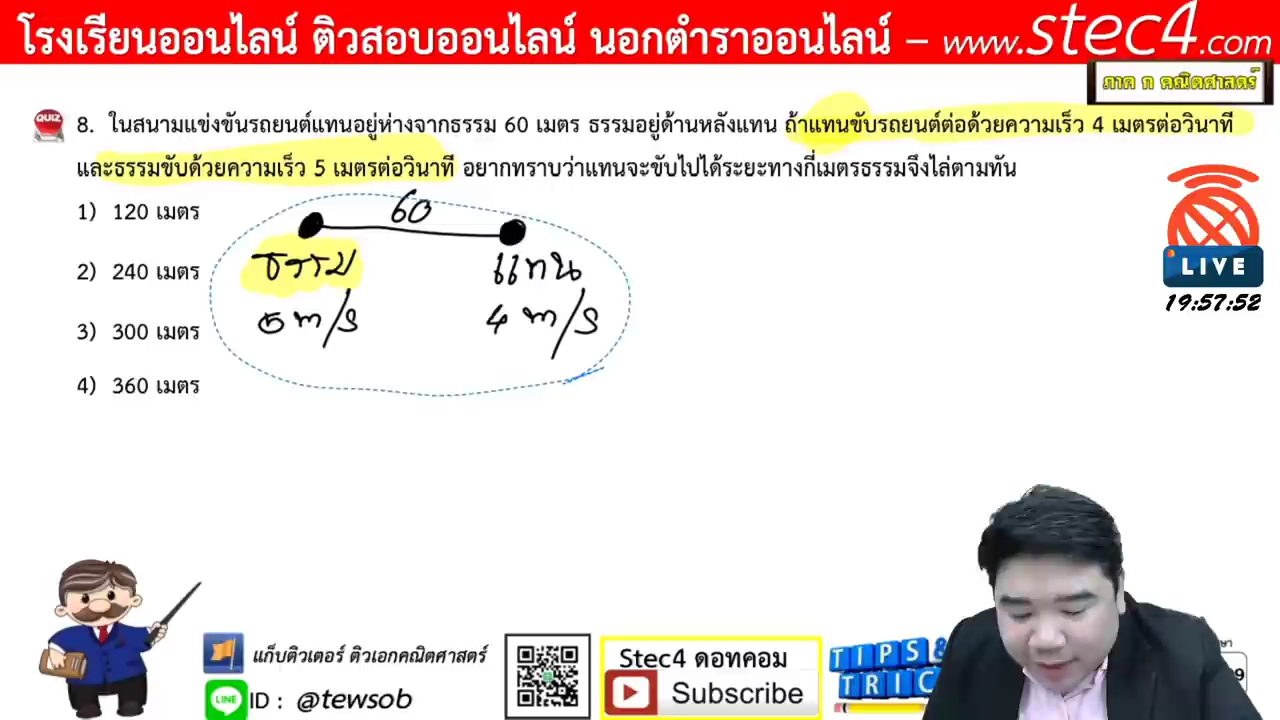 โรงเรียนออนไลน์ ติวสอบออนไลน์ นอกตำราออนไลน์ – www.stec4.com
ภาค ก คณิตศาสตร์
QUIZ
8. ในสนามแข่งขันรถยนต์แทนอยู่ห่างจากธรรม 60 เมตร ธรรมอยู่ด้านหลังแทน ถ้าแทนขับรถยนต์ต่อด้วยความเร็ว 4 เมตรต่อวินาที
และธรรมขับด้วยความเร็ว 5 เมตรต่อวินาที อยากทราบว่าแทนจะขับไปได้ระยะทางกี่เมตรธรรมจึงไล่ตามทัน
1) 120 เมตร
2) 240 เมตร
3) 300 เมตร
4) 360 เมตร
60
ธรรม แทน
5 m/s 4 m/s
LIVE
19:57:52
แก็บติวเตอร์ ติวเอกคณิตศาสตร์
LINE ID : @tewsob
Stec4 ดอทคอม
Subscribe
TIPS &
TRIC